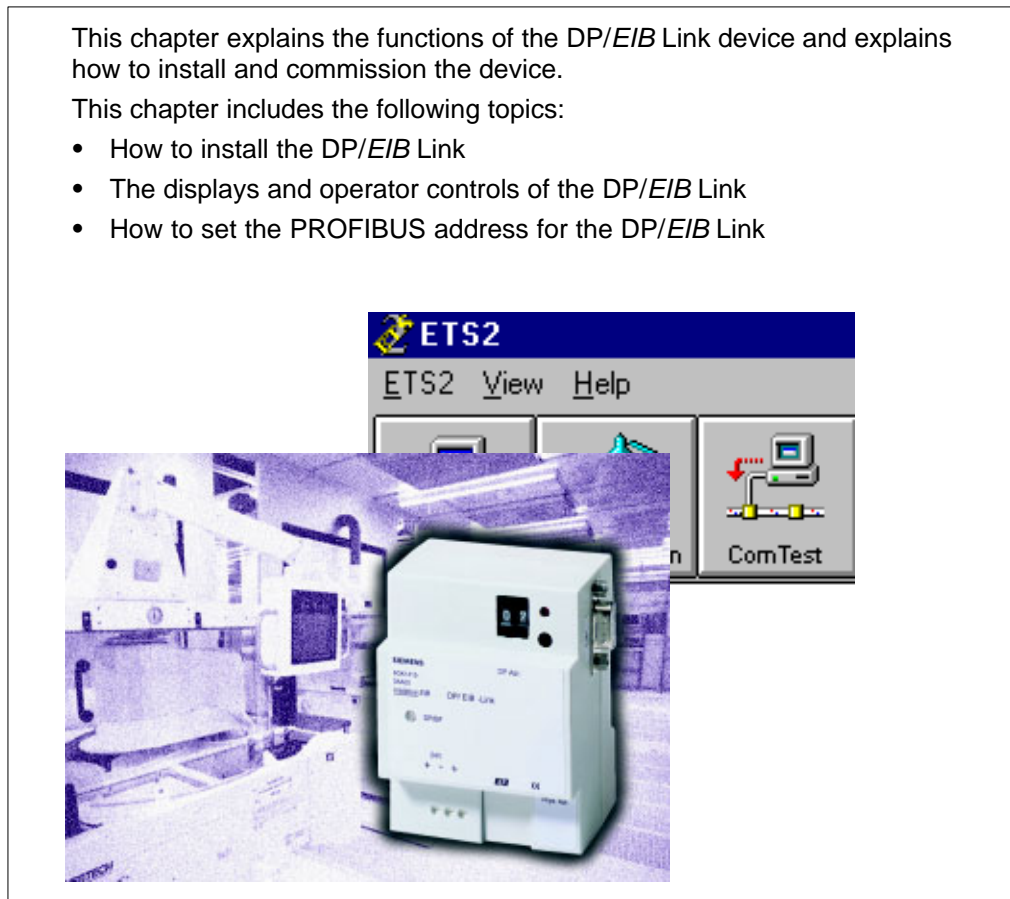 This chapter explains the functions of the DP/EIB Link device and explains
how to install and commission the device.
This chapter includes the following topics:
• How to install the DP/EIB Link
• The displays and operator controls of the DP/EIB Link
• How to set the PROFIBUS address for the DP/EIB Link
ETS2
ETS2 View Help
n ComTest
SIEMENS
DP/EIB -Link